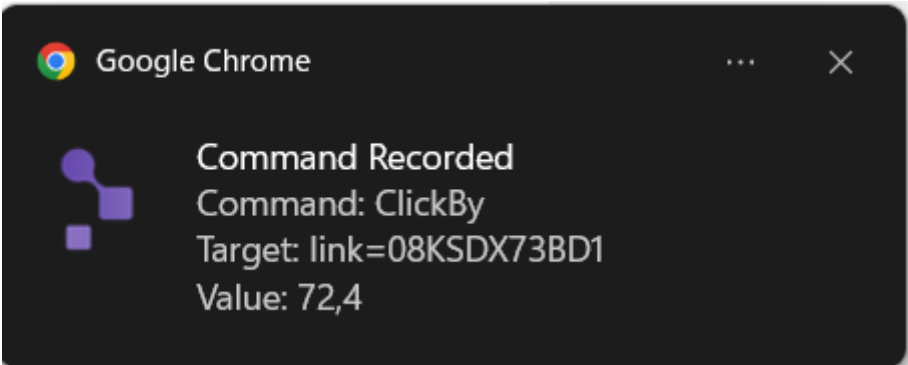 Google Chrome
Command Recorded
Command: ClickBy
Target: link=08KSDX73BD1
Value: 72,4